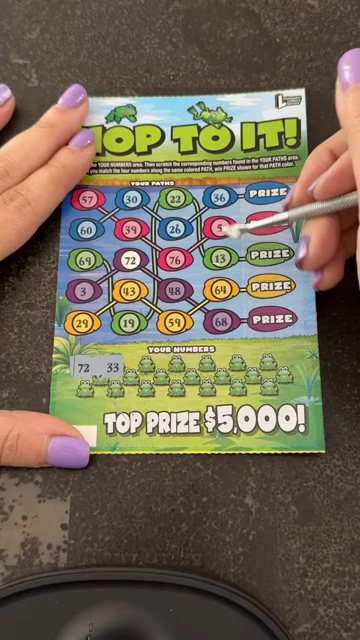 HOP TO IT!
the YOUR NUMBERS area. Then scratch the corresponding numbers found in the YOUR PATHS area.
you match the four numbers along the same colored PATH, win PRIZE shown for that PATH color.
YOUR PATHS
57 30 22 36 PRIZE
60 39 26 5
69 72 76 13 PRIZE
3 43 48 64 PRIZE
29 19 59 68 PRIZE
YOUR NUMBERS
72 33
TOP PRIZE $5,000!